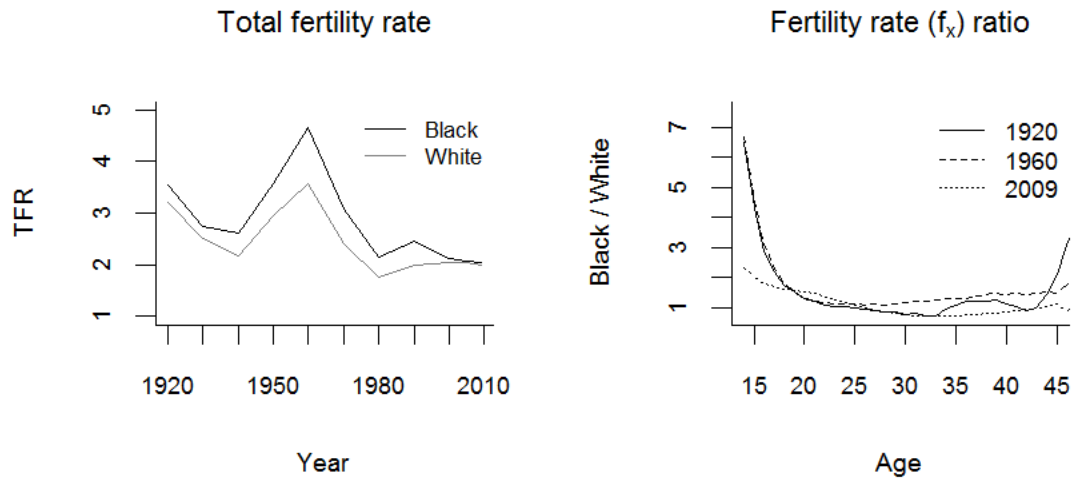 Total fertility rate
TFR
5
4
3
2
1
Black
White
1920
1950
1980
2010
Year
Fertility rate (fx) ratio
Black / White
7
5
3
1
1920
1960
2009
15
20
25
30
35
40
45
Age